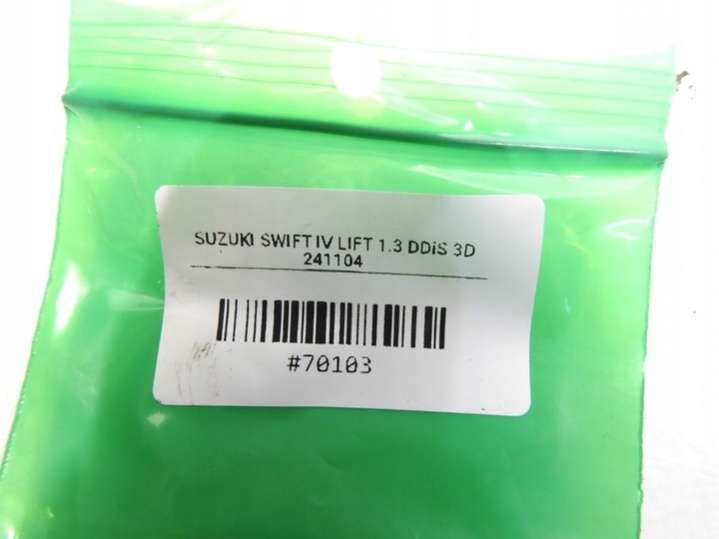 SUZUKI SWIFT IV LIFT 1.3 DDiS 3D
241104
#70103